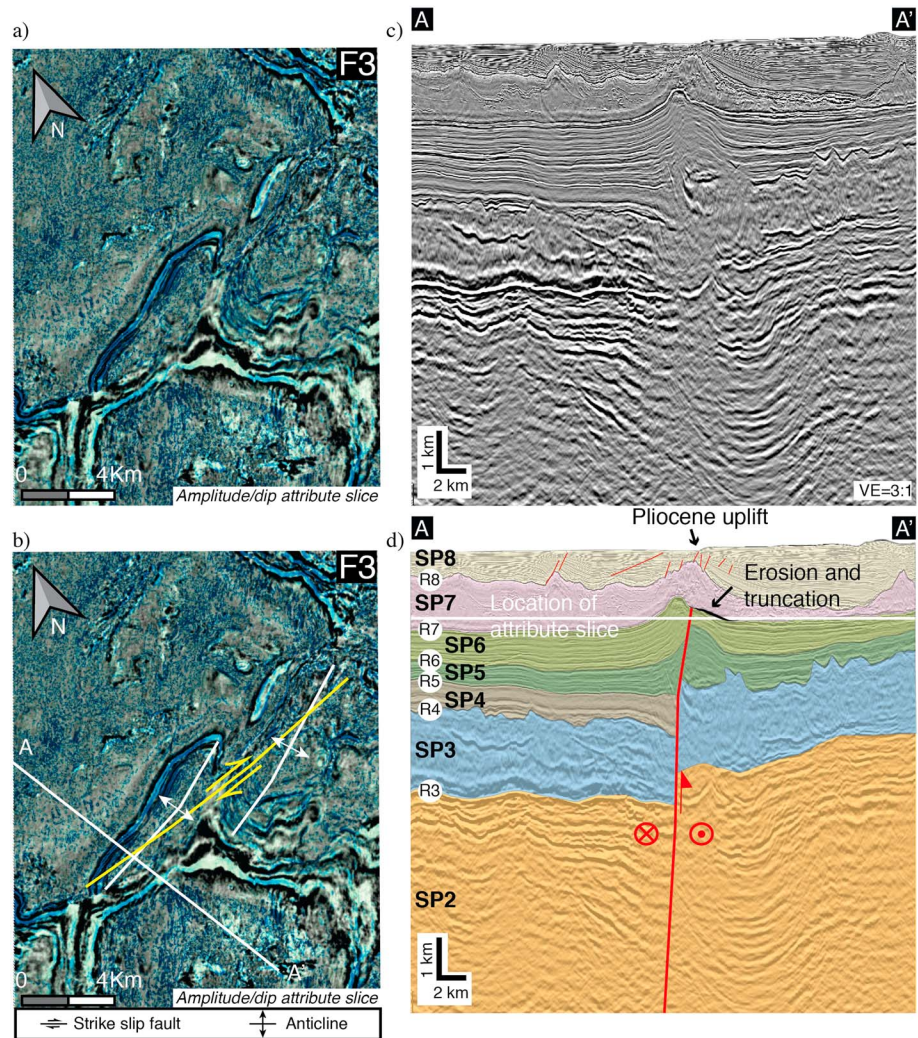 a)
F3
N
0 4Km
Amplitude/dip attribute slice
c)
A A'
1 km
2 km
VE=3:1
b)
F3
N
A
A'
0 4Km
Amplitude/dip attribute slice
Strike slip fault Anticline
d)
Pliocene uplift
A A'
SP8
Erosion and
truncation
R8
SP7
Location of
attribute slice
R7
SP6
R6
SP5
R5
SP4
R4
SP3
R3
SP2
1 km
2 km